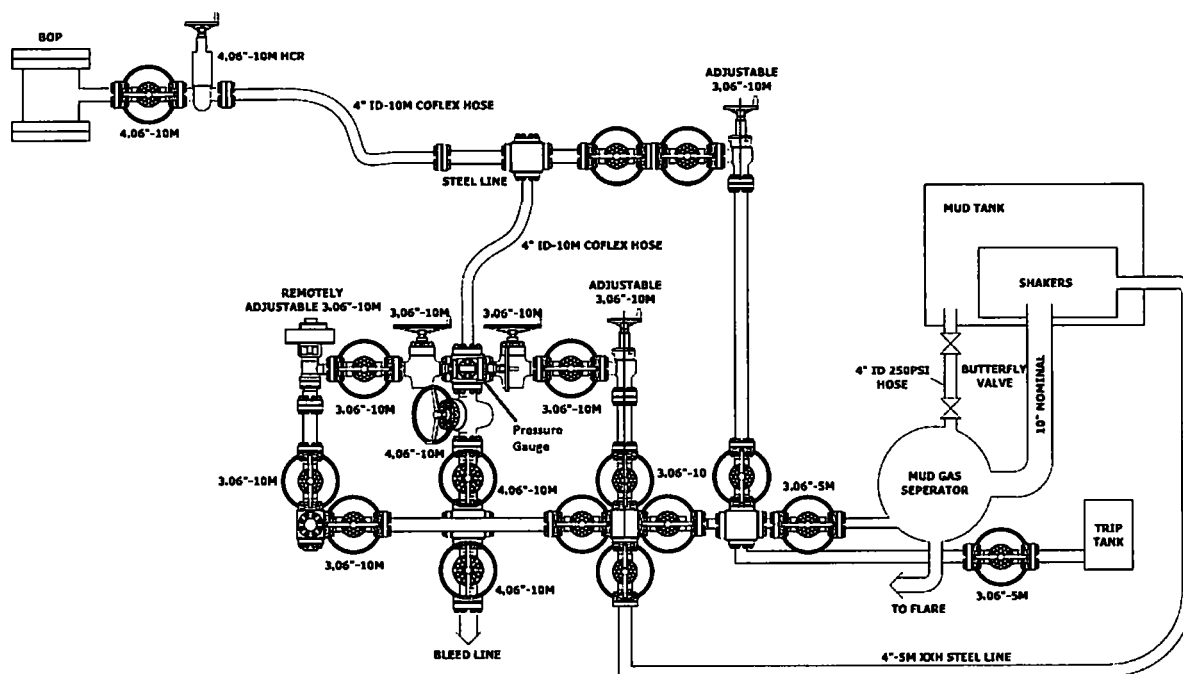 BOP
4,06"-10M HCR
4,06"-10M
4" ID-10M COFLEX HOSE
ADJUSTABLE
3,06"-10M
STEEL LINE
4" ID-10M COFLEX HOSE
MUD TANK
SHAKERS
REMOTELY
ADJUSTABLE 3.06"-10M
3,06"-10M
3.06"-10M
ADJUSTABLE
3,06"-10M
3.06"-10M
3.06"-10M
Pressure
Gauge
4" ID 250PSI
HOSE
BUTTERFLY
VALVE
10" NOMINAL
4,06"-10M
3.06"-10M
4,06"-10M
3.06"-10
3.06"-5M
MUD GAS
SEPERATOR
TRIP
TANK
3,06"-10M
4,06"-10M
3.06"-5M
TO FLARE
BLEED LINE
4"-5M XXH STEEL LINE